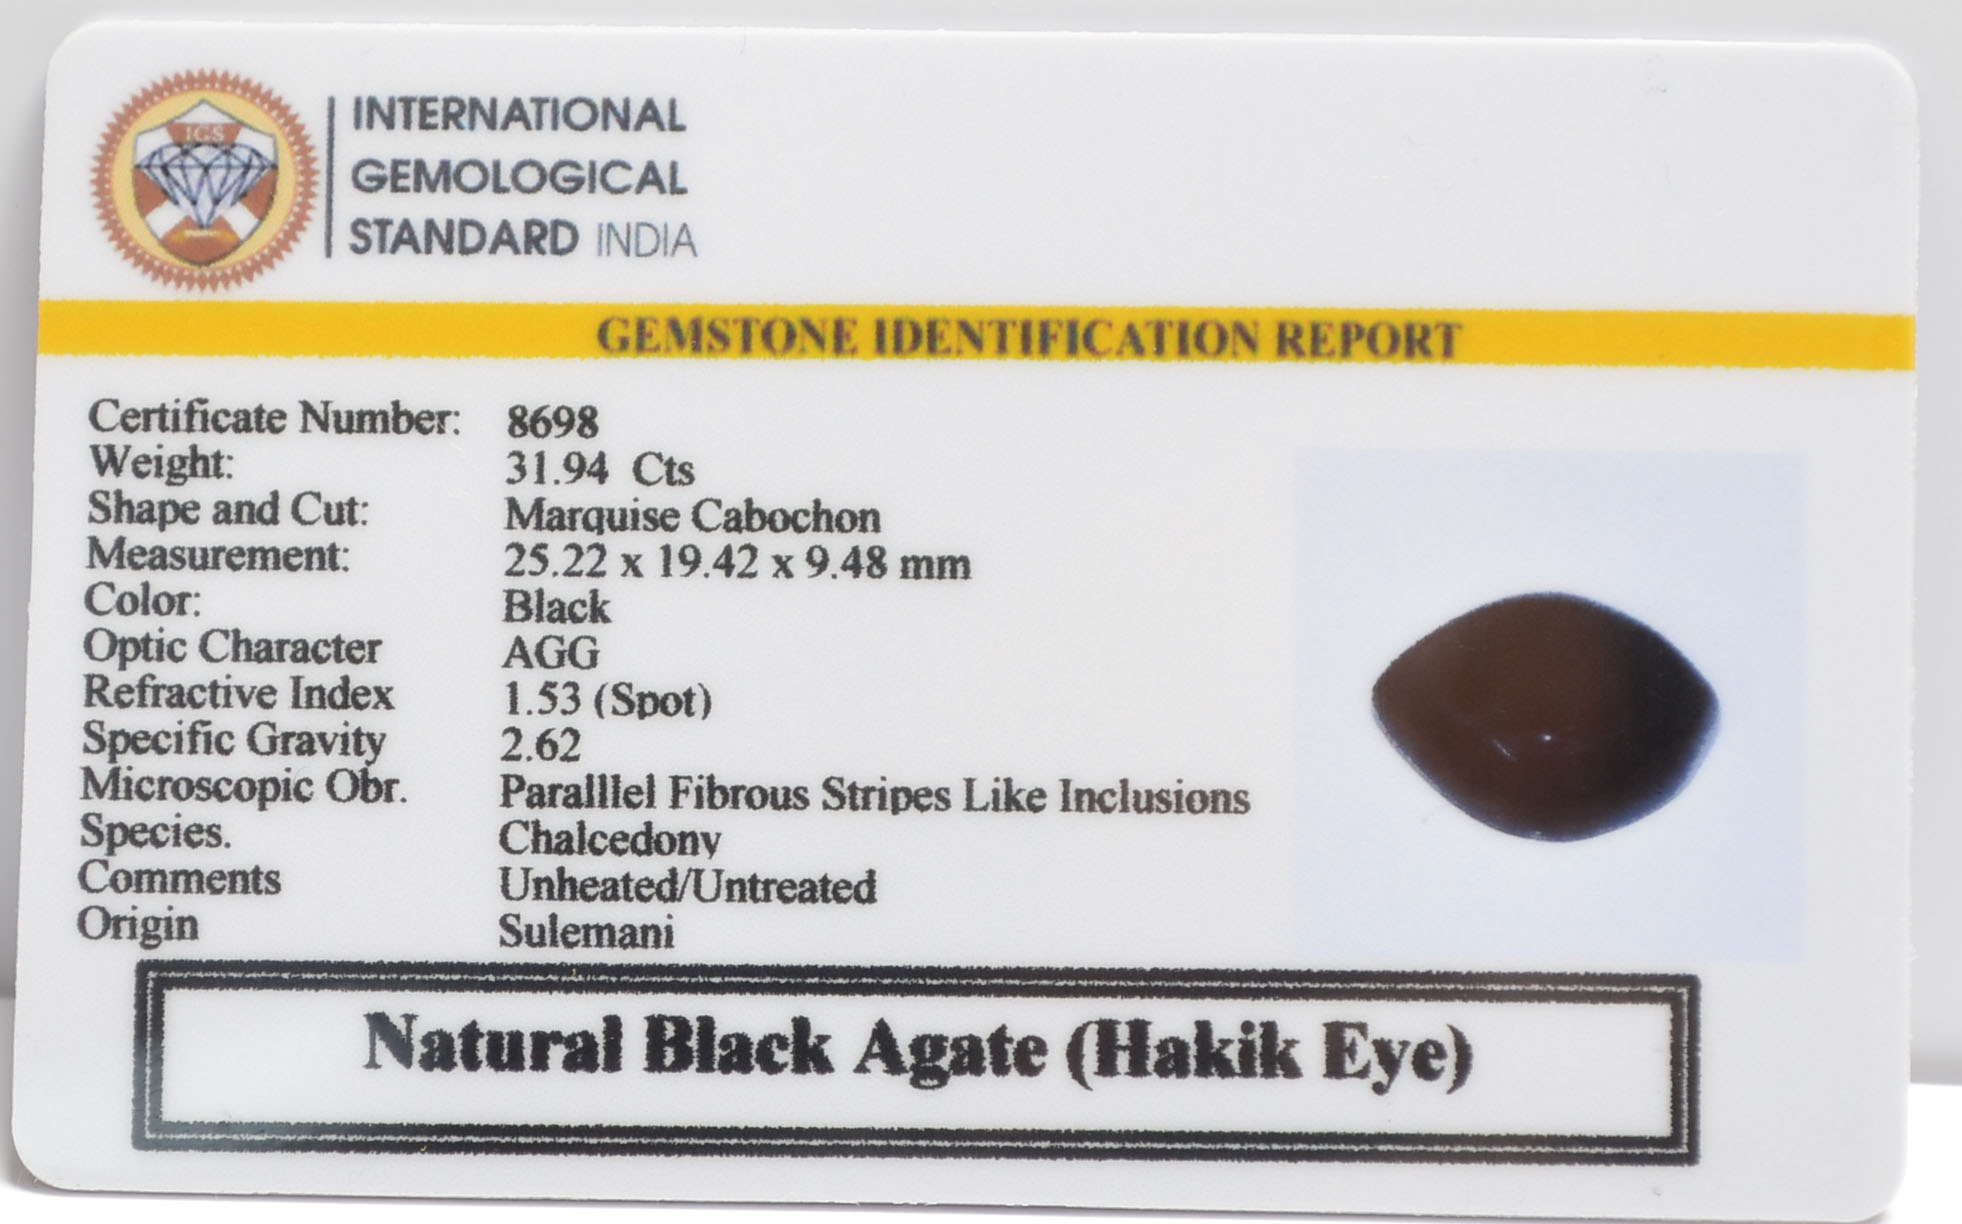 IGS
INTERNATIONAL
GEMOLOGICAL
STANDARD INDIA
GEMSTONE IDENTIFICATION REPORT
Certificate Number: 8698
Weight: 31.94 Cts
Shape and Cut: Marquise Cabochon
Measurement: 25.22 x 19.42 x 9.48 mm
Color: Black
Optic Character AGG
Refractive Index 1.53 (Spot)
Specific Gravity 2.62
Microscopic Obr. Paralllel Fibrous Stripes Like Inclusions
Species. Chalcedony
Comments Unheated/Untreated
Origin Sulemani
Natural Black Agate (Hakik Eye)